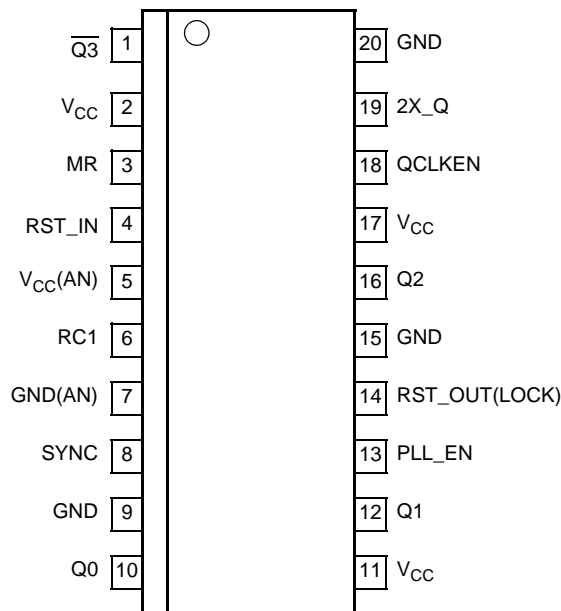 Q3 1 20 GND
VCC 2 19 2X_Q
MR 3 18 QCLKEN
RST_IN 4 17 VCC
VCC(AN) 5 16 Q2
RC1 6 15 GND
GND(AN) 7 14 RST_OUT(LOCK)
SYNC 8 13 PLL_EN
GND 9 12 Q1
Q0 10 11 VCC